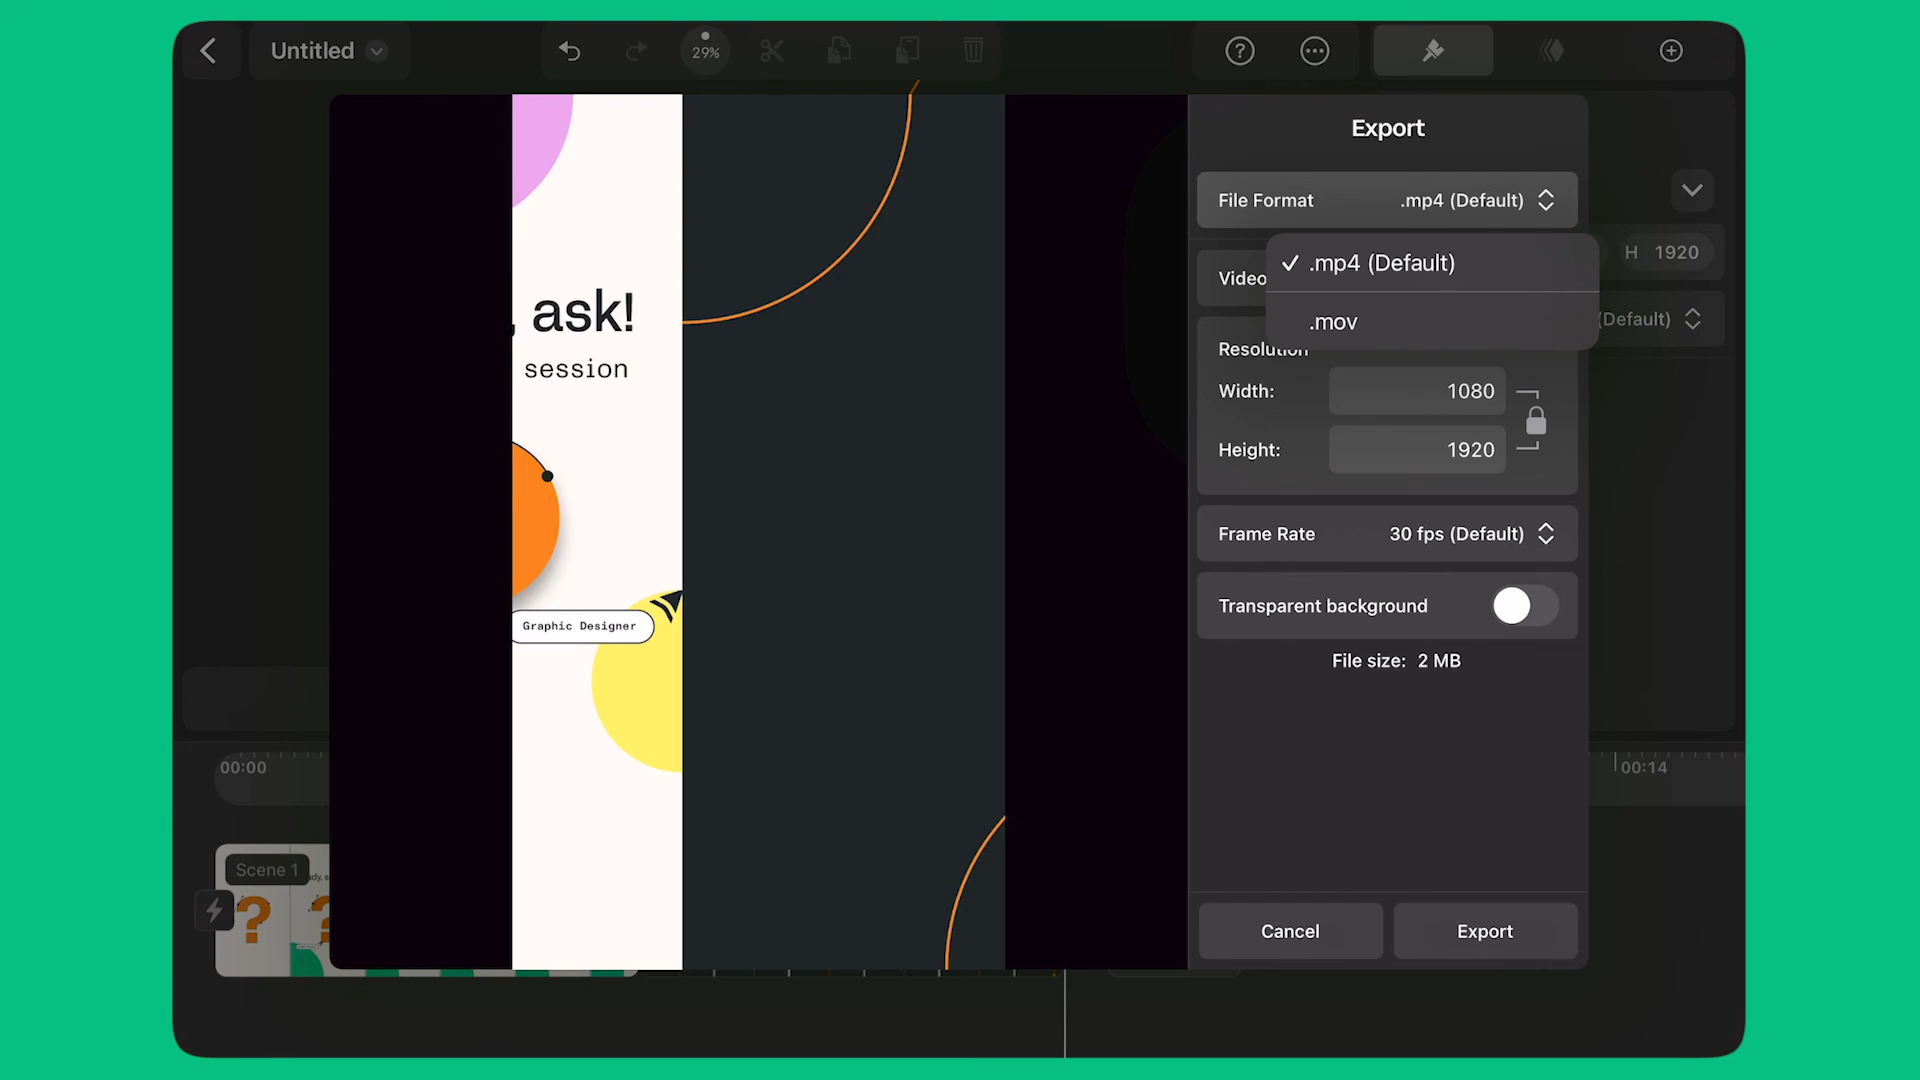 Untitled
29%
Export
File Format
.mp4 (Default)
.mp4 (Default)
.mov
Video
H 1920
(Default)
Resolution
Width:
1080
Height:
1920
Frame Rate
30 fps (Default)
Transparent background
File size: 2 MB
Cancel
Export
, ask!
session
Graphic Designer
00:00
00:14
Scene 1
?
?